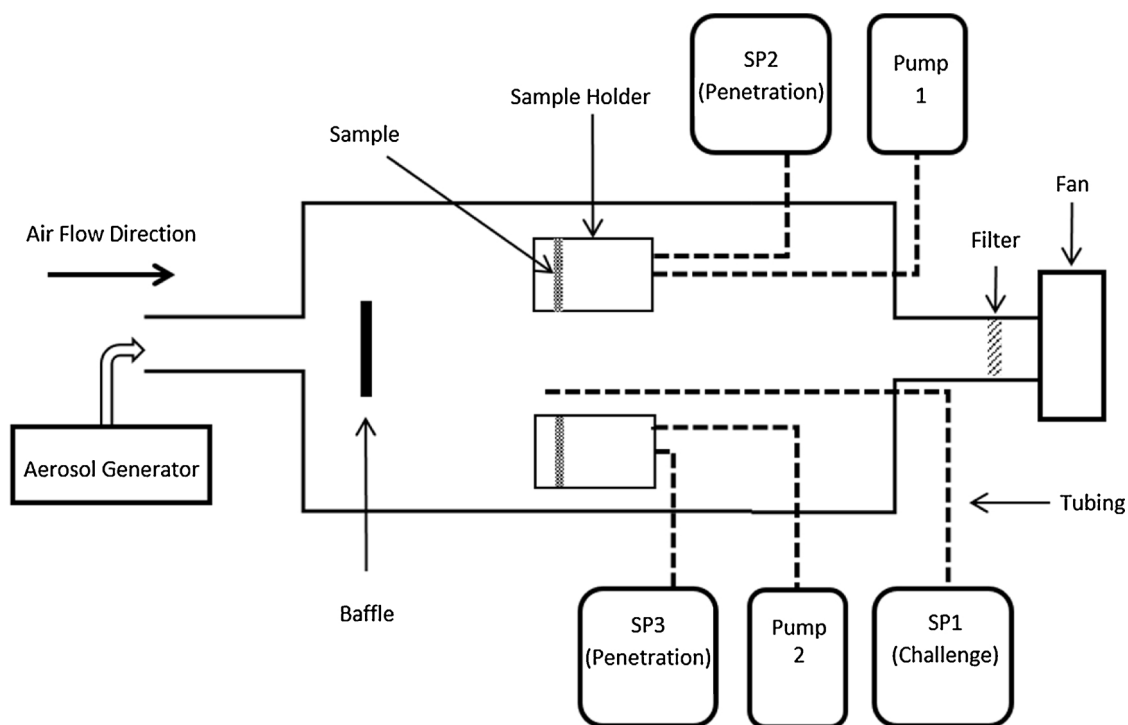 SP2
(Penetration)
Pump
1
Sample Holder
Sample
Fan
Air Flow Direction
Filter
Aerosol Generator
Tubing
Baffle
SP3
(Penetration)
Pump
2
SP1
(Challenge)